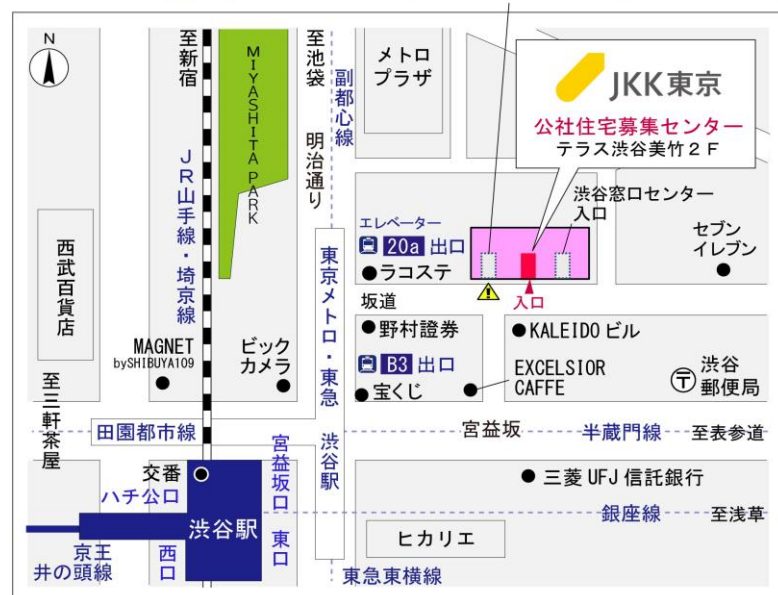 N
至新宿
MIYASHITA PARK
至池袋
副都心線
明治通り
メトロ
プラザ
JKK東京
公社住宅募集センター
テラス渋谷美竹2F
渋谷窓口センター
入口
JR山手線・埼京線
エレベーター
20a 出口
ラコステ
セブン
イレブン
西武百貨店
東京メトロ・東急 渋谷駅
坂道
入口
野村證券
KALEIDO ビル
MAGNET
bySHIBUYA109
ビック
カメラ
B3 出口
EXCELSIOR
CAFFE
宝くじ
〒
渋谷
郵便局
至三軒茶屋
田園都市線
宮益坂
半蔵門線
至表参道
宮益坂口
交番
ハチ公口
三菱 UFJ 信託銀行
渋谷駅
銀座線
至浅草
東口
西口
ヒカリエ
京王
井の頭線
東急東横線